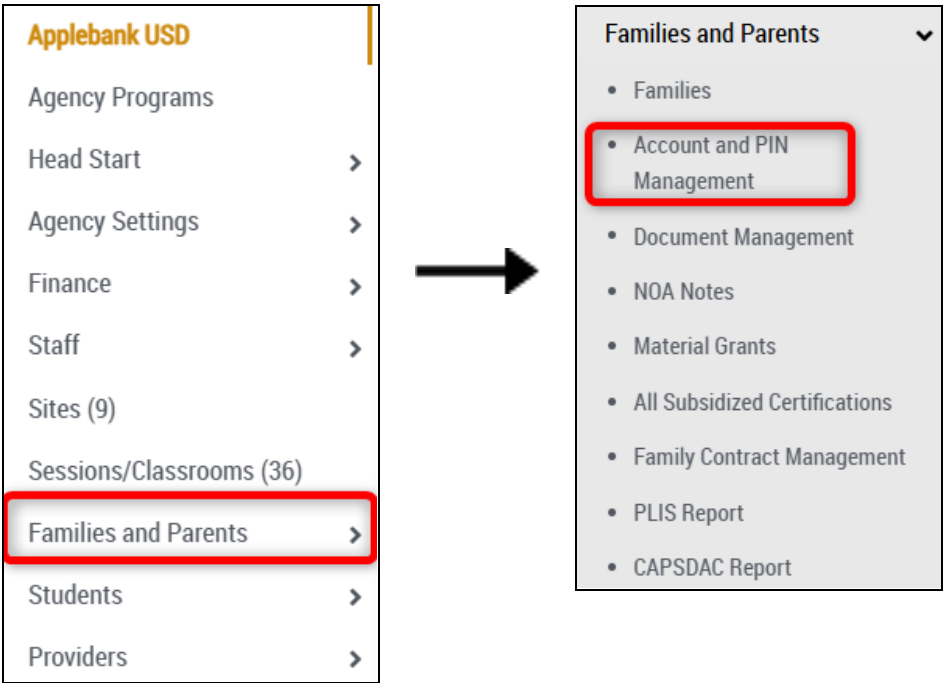 Applebank USD
Agency Programs
Head Start
Agency Settings
Finance
Staff
Sites (9)
Sessions/Classrooms (36)
Families and Parents
Students
Providers
Families and Parents
Families
Account and PIN
Management
Document Management
NOA Notes
Material Grants
All Subsidized Certifications
Family Contract Management
PLIS Report
CAPSDAC Report